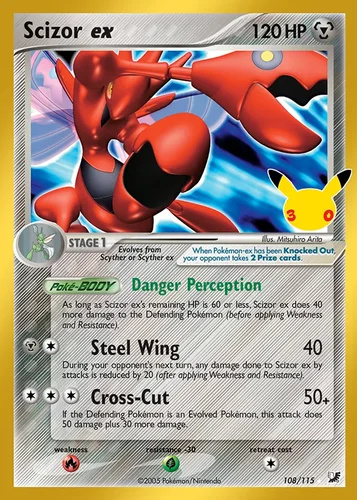 Scizor ex 120 HP
30
Illus. Mitsuhiro Arita
STAGE 1
Evolves from
Scyther or Scyther ex
When Pokémon-ex has been Knocked Out,
your opponent takes 2 Prize cards.
Poké-BODY Danger Perception
As long as Scizor ex's remaining HP is 60 or less, Scizor ex does 40
more damage to the Defending Pokémon (before applying Weakness
and Resistance).
Steel Wing 40
During your opponent's next turn, any damage done to Scizor ex by
attacks is reduced by 20 (after applying Weakness and Resistance).
Cross-Cut 50+
If the Defending Pokémon is an Evolved Pokémon, this attack does
50 damage plus 30 more damage.
weakness resistance -30 retreat cost
©2005 Pokémon/Nintendo 108/115